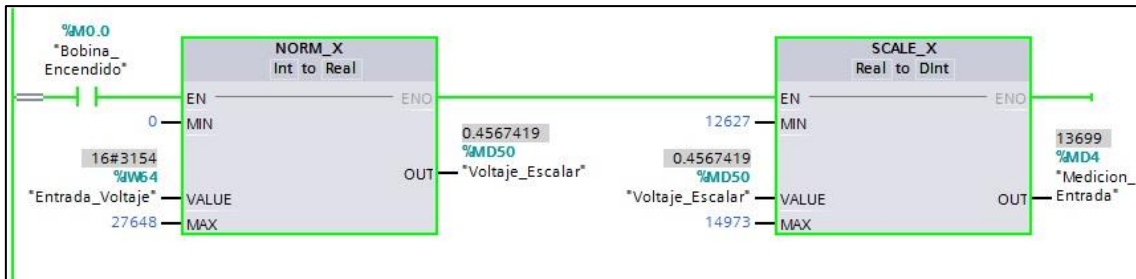 %M0.0
"Bobina_
Encendido"
NORM_X
Int to Real
EN
ENO
0
MIN
16#3154
%IW64
"Entrada_Voltaje"
VALUE
27648
MAX
0.4567419
%MD50
OUT
"Voltaje_Escalar"
SCALE_X
Real to DInt
EN
ENO
12627
MIN
0.4567419
%MD50
"Voltaje_Escalar"
VALUE
14973
MAX
13699
%MD4
"Medicion_
OUT
Entrada"